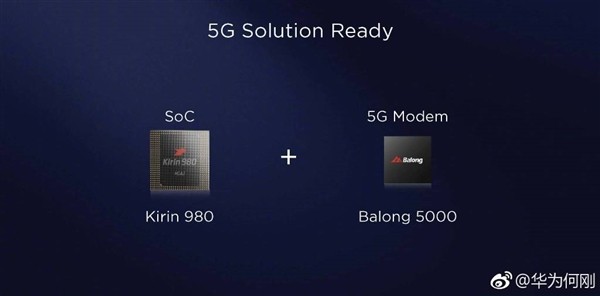 5G Solution Ready
SoC
5G Modem
Kirin 980
+
Balong
Kirin 980
Balong 5000
@华为何刚